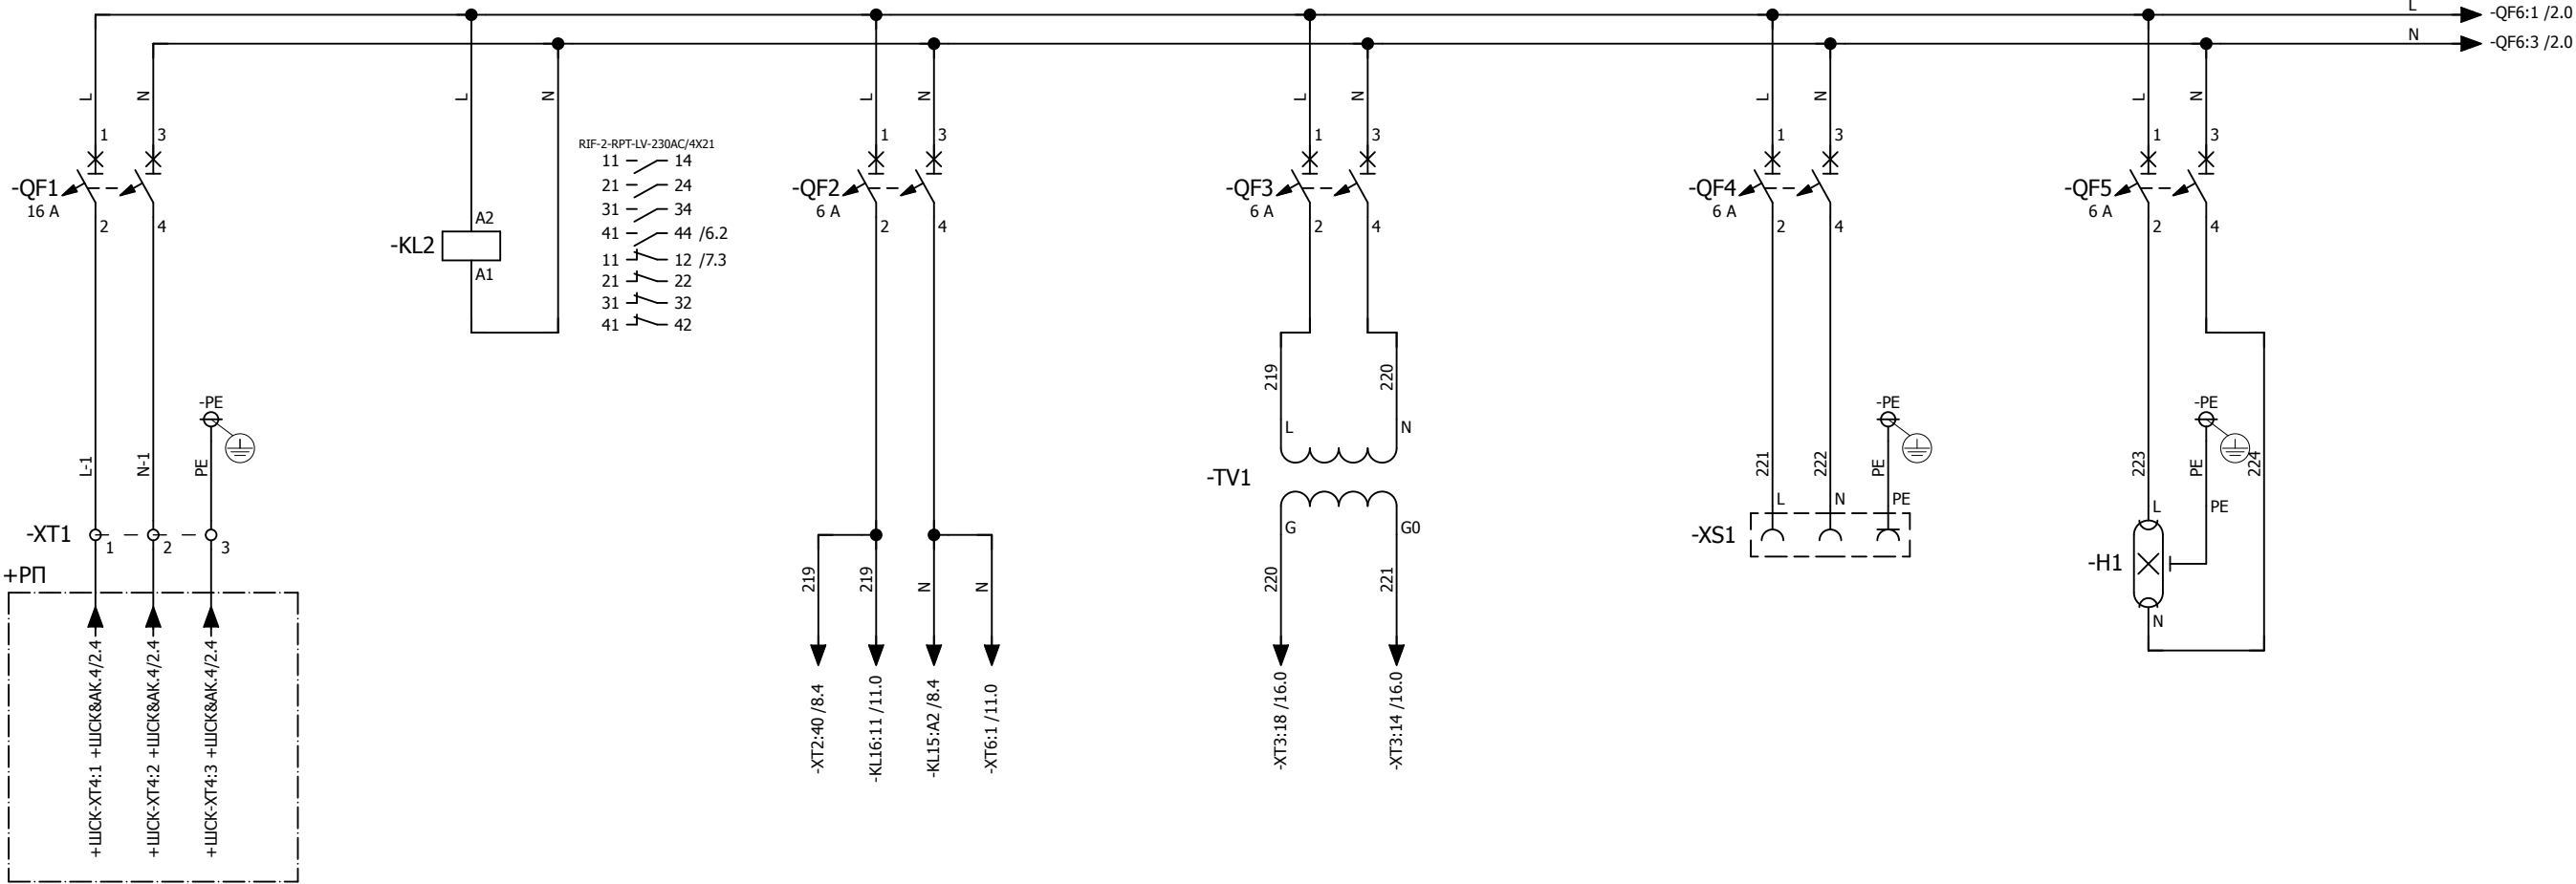 L
-QF6:1 /2.0
N
-QF6:3 /2.0
L
N
L
N
L
N
L
N
L
N
L
N
1
3
1
3
1
3
1
3
1
3
RIF-2-RPT-LV-230AC/4X21
11
14
21
24
31
34
41
44 /6.2
11
12 /7.3
21
22
31
32
41
42
-QF1
16 A
2
4
-KL2
A2
A1
-QF2
6 A
2
4
-QF3
6 A
2
4
-QF4
6 A
2
4
-QF5
6 A
2
4
219
220
L
N
-TV1
G
G0
220
221
-XT3:18 /16.0
-XT3:14 /16.0
-PE
L-1
N-1
PE
-XT1
1
2
3
+РП
+ШСК-XT4:1 +ШСК&АК.4/2.4
+ШСК-XT4:2 +ШСК&АК.4/2.4
+ШСК-XT4:3 +ШСК&АК.4/2.4
219
219
N
N
-XT2:40 /8.4
-KL16:11 /11.0
-KL15:A2 /8.4
-XT6:1 /11.0
-PE
221
222
PE
L
N
PE
-XS1
-PE
223
PE
224
L
PE
-H1
N